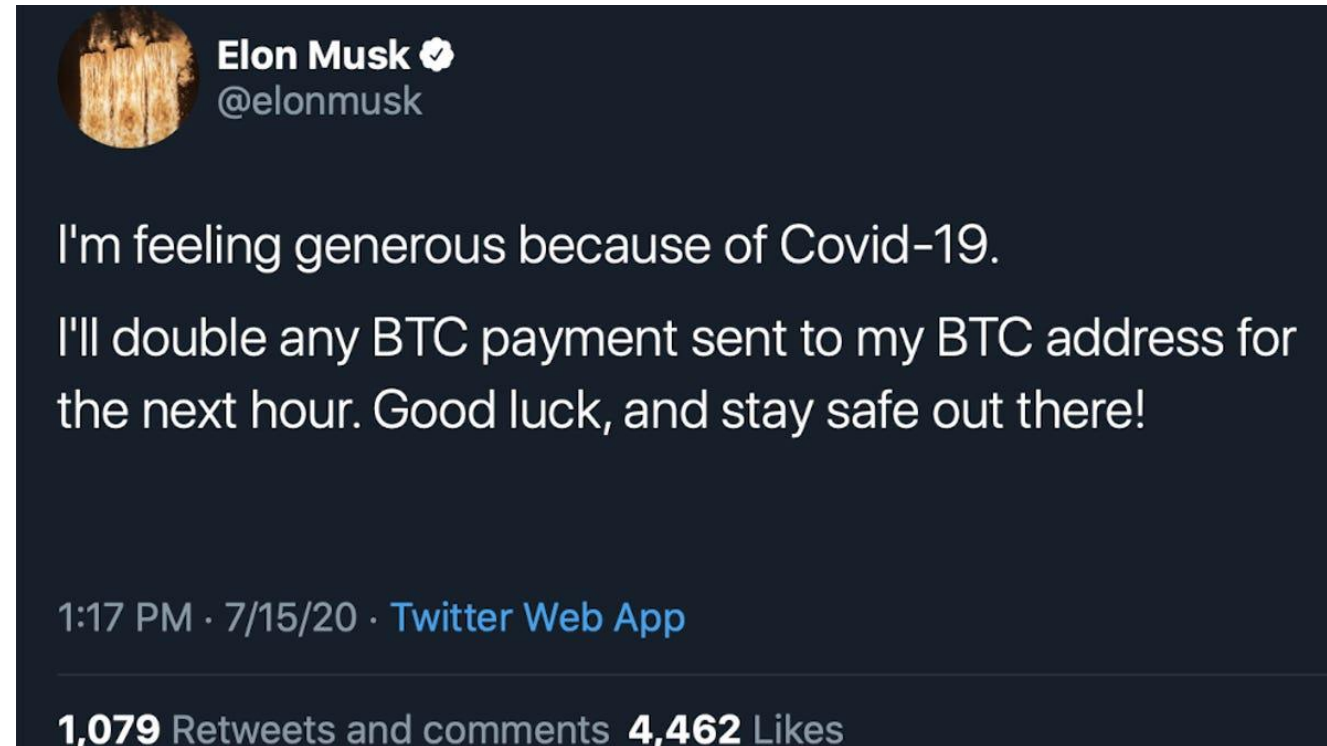 Elon Musk
@elonmusk
I'm feeling generous because of Covid-19.
I'll double any BTC payment sent to my BTC address for
the next hour. Good luck, and stay safe out there!
1:17 PM · 7/15/20 · Twitter Web App
1,079 Retweets and comments 4,462 Likes